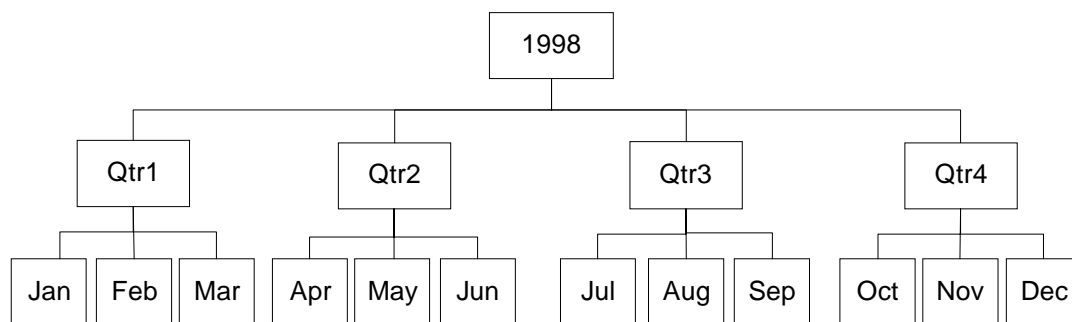 1998
Qtr1 Qtr2 Qtr3 Qtr4
Jan Feb Mar Apr May Jun Jul Aug Sep Oct Nov Dec